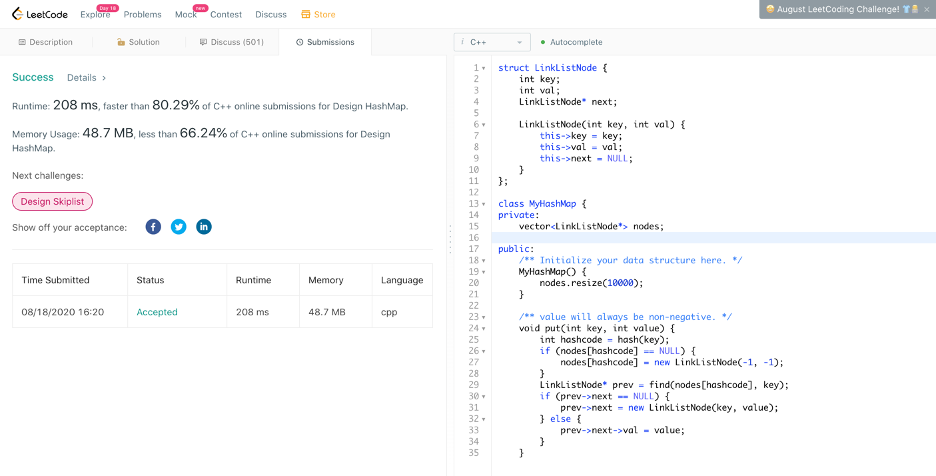 LeetCode
Day 18
new
Explore Problems Mock Contest Discuss Store
August LeetCoding Challenge! ×
Description Solution Discuss (501) Submissions
Success Details >
Runtime: 208 ms, faster than 80.29% of C++ online submissions for Design HashMap.
Memory Usage: 48.7 MB, less than 66.24% of C++ online submissions for Design
HashMap.
Next challenges:
Design Skiplist
Show off your acceptance:
Time Submitted Status Runtime Memory Language
08/18/2020 16:20 Accepted 208 ms 48.7 MB cpp
i C++ Autocomplete
1 struct LinkListNode {
2 int key;
3 int val;
4 LinkListNode* next;
5
6 LinkListNode(int key, int val) {
7 this->key = key;
8 this->val = val;
9 this->next = NULL;
10 }
11 };
12
13 class MyHashMap {
14 private:
15 vector<LinkListNode*> nodes;
16
17 public:
18 /** Initialize your data structure here. */
19 MyHashMap() {
20 nodes.resize(10000);
21 }
22
23 /** value will always be non-negative. */
24 void put(int key, int value) {
25 int hashcode = hash(key);
26 if (nodes[hashcode] == NULL) {
27 nodes[hashcode] = new LinkListNode(-1, -1);
28 }
29 LinkListNode* prev = find(nodes[hashcode], key);
30 if (prev->next == NULL) {
31 prev->next = new LinkListNode(key, value);
32 } else {
33 prev->next->val = value;
34 }
35 }